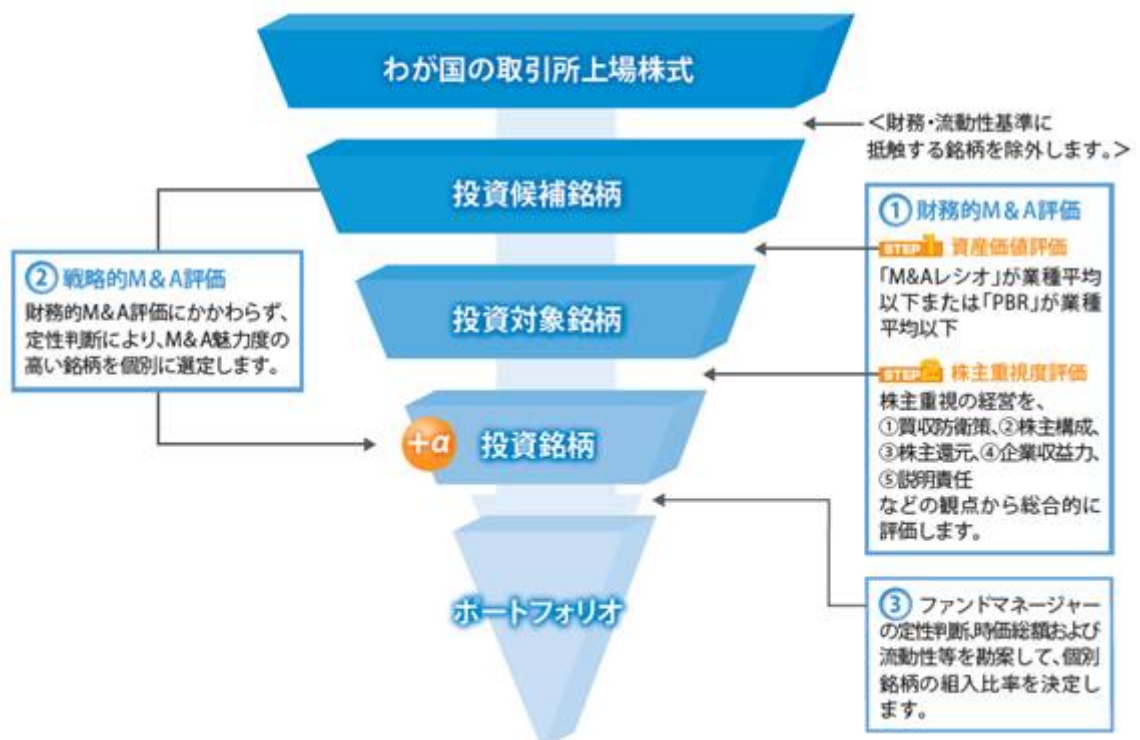 わが国の取引所上場株式
<財務・流動性基準に
抵触する銘柄を除外します。>
投資候補銘柄
① 財務的M&A評価
STEP1 資産価値評価
「M&Aレシオ」が業種平均
以下または「PBR」が業種
平均以下
② 戦略的M&A評価
財務的M&A評価にかかわらず、
定性判断により、M&A魅力度の
高い銘柄を個別に選定します。
投資対象銘柄
STEP2 株主重視度評価
株主重視の経営を、
①買収防衛策、②株主構成、
③株主還元、④企業収益力、
⑤説明責任
などの観点から総合的に
評価します。
+α 投資銘柄
ポートフォリオ
③ ファンドマネージャー
の定性判断、時価総額および
流動性等を勘案して、個別
銘柄の組入比率を決定し
ます。